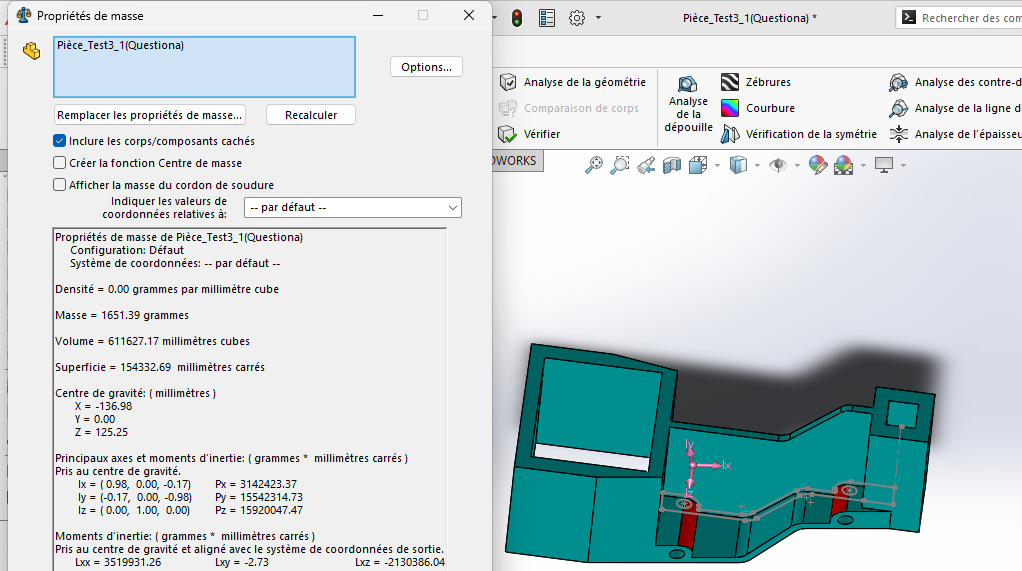 Propriétés de masse
Pièce_Test3_1(Questiona) *
Rechercher des com
Pièce_Test3_1(Questiona)
Options...
Remplacer les propriétés de masse...
Recalculer
Inclure les corps/composants cachés
Créer la fonction Centre de masse
Afficher la masse du cordon de soudure
Indiquer les valeurs de
coordonnées relatives à:
-- par défaut --
Analyse de la géométrie
Comparaison de corps
Vérifier
Analyse
de la
dépouille
Zébrures
Courbure
Vérification de la symétrie
Analyse des contre-d
Analyse de la ligne d
Analyse de l'épaisseu
DWORKS
Propriétés de masse de Pièce_Test3_1(Questiona)
Configuration: Défaut
Système de coordonnées: -- par défaut --
Densité = 0.00 grammes par millimètre cube
Masse = 1651.39 grammes
Volume = 611627.17 millimètres cubes
Superficie = 154332.69 millimètres carrés
Centre de gravité: ( millimètres )
X = -136.98
Y = 0.00
Z = 125.25
Principaux axes et moments d'inertie: ( grammes * millimètres carrés )
Pris au centre de gravité.
Ix = ( 0.98, 0.00, -0.17) Px = 3142423.37
Iy = (-0.17, 0.00, -0.98) Py = 15542314.73
Iz = ( 0.00, 1.00, 0.00) Pz = 15920047.47
Moments d'inertie: ( grammes * millimètres carrés )
Pris au centre de gravité et aligné avec le système de coordonnées de sortie.
Lxx = 3519931.26 Lxy = -2.73 Lxz = -2130386.04
Iy
Ix
Iz